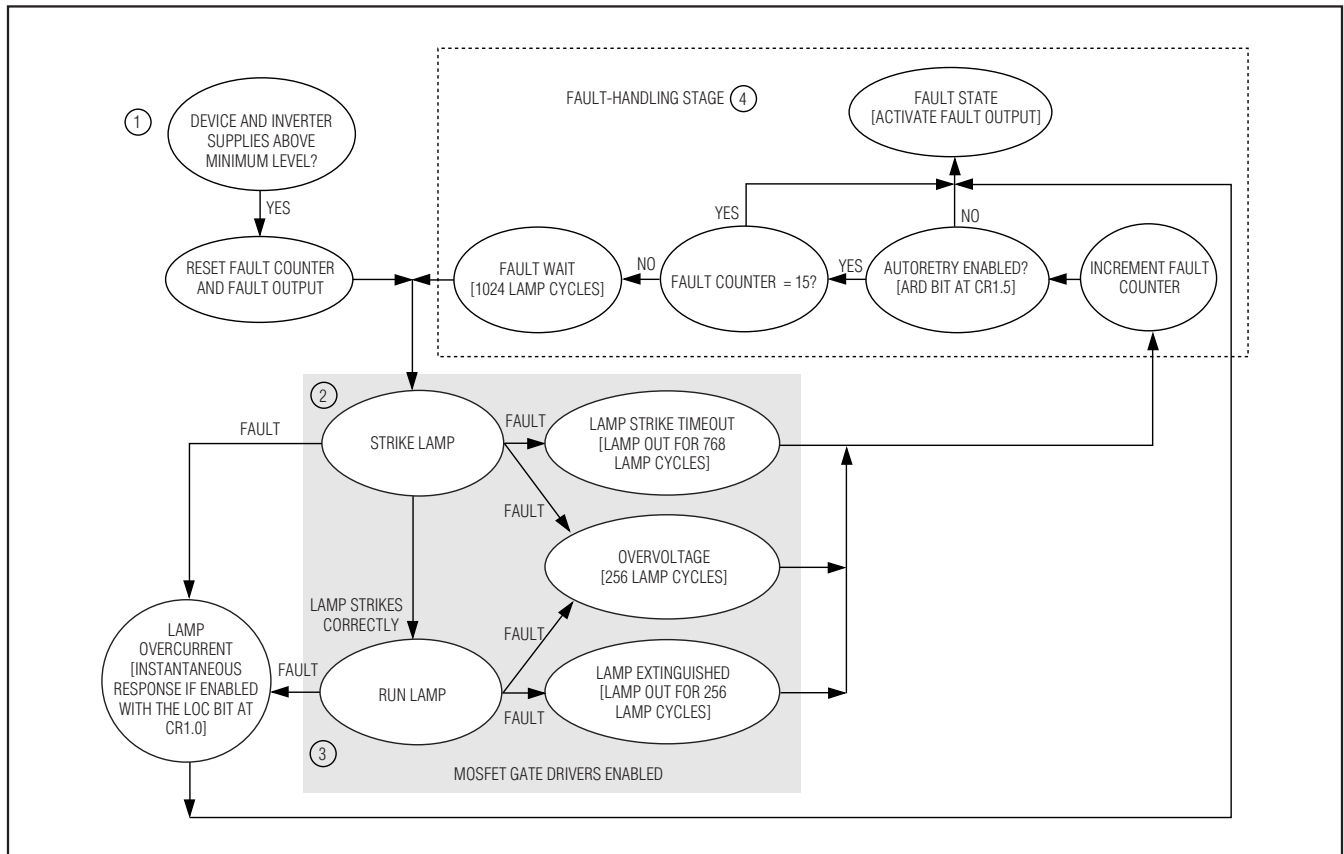 FAULT-HANDLING STAGE 4
FAULT STATE
[ACTIVATE FAULT OUTPUT]
1
DEVICE AND INVERTER
SUPPLIES ABOVE
MINIMUM LEVEL?
YES
RESET FAULT COUNTER
AND FAULT OUTPUT
FAULT WAIT
[1024 LAMP CYCLES]
NO
YES
FAULT COUNTER = 15?
YES
NO
AUTORETRY ENABLED?
[ARD BIT AT CR1.5]
INCREMENT FAULT
COUNTER
2
FAULT
STRIKE LAMP
FAULT
LAMP STRIKE TIMEOUT
[LAMP OUT FOR 768
LAMP CYCLES]
FAULT
OVERVOLTAGE
[256 LAMP CYCLES]
LAMP STRIKES
CORRECTLY
FAULT
LAMP
OVERCURRENT
[INSTANTANEOUS
RESPONSE IF ENABLED
WITH THE LOC BIT AT
CR1.0]
FAULT
RUN LAMP
FAULT
LAMP EXTINGUISHED
[LAMP OUT FOR 256
LAMP CYCLES]
3
MOSFET GATE DRIVERS ENABLED